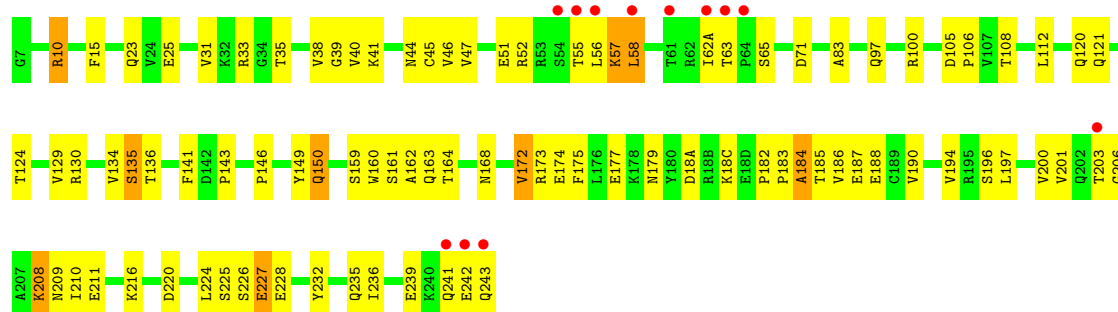 G7 R10 F15 Q23 V24 E25 V31 K32 R33 G34 T35 V38 G39 V40 K41 N44 C45 V46 V47 E51 R52 R53 S54 T55 L56 K57 L58 T61 R62 I62A T63 P64 S65 D71 A83 Q97 R100 D105 P106 V107 T108 L112 Q120 Q121
T124 V129 R130 V134 S135 T136 F141 D142 P143 P146 Y149 Q150 S159 W160 S161 A162 Q163 T164 N168 V172 R173 E174 F175 L176 E177 K178 N179 Y180 D18A R18B K18C E18D P182 P183 A184 T185 V186 E187 E188 C189 V190 V194 R195 S196 L197 V200 V201 Q202 T203
A207 K208 N209 I210 E211 K216 D220 L224 S225 S226 E227 E228 Y232 Q235 I236 E239 K240 Q241 E242 Q243